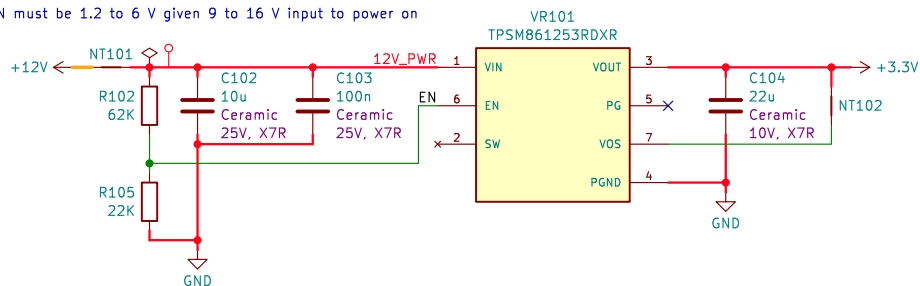 N must be 1.2 to 6 V given 9 to 16 V input to power on
VR101
TPSM861253RDXR
+12V
NT101
12V_PWR
1
VIN
VOUT
3
+3.3V
R102
62K
C102
10u
Ceramic
25V, X7R
C103
100n
Ceramic
25V, X7R
EN
6
EN
PG
5
C104
22u
Ceramic
10V, X7R
NT102
2
SW
VOS
7
R105
22K
PGND
4
GND
GND